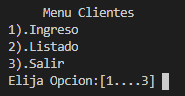 Menu Clientes
1).Ingreso
2).Listado
3).Salir
Elija Opcion:[1....3]